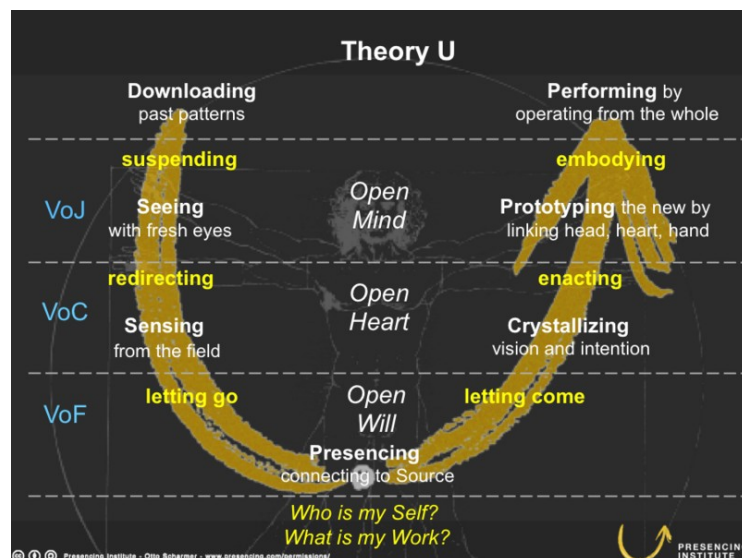 Theory U
Downloading
past patterns
Performing by
operating from the whole
suspending
embodying
VoJ
Seeing
with fresh eyes
Open
Mind
Prototyping the new by
linking head, heart, hand
redirecting
enacting
VoC
Sensing
from the field
Open
Heart
Crystallizing
vision and intention
letting go
letting come
VoF
Open
Will
Presencing
connecting to Source
Who is my Self?
What is my Work?
Presencing Institute - Otto Scharmer - www.presencing.com/permissions/
PRESENCIN
INSTITUTE